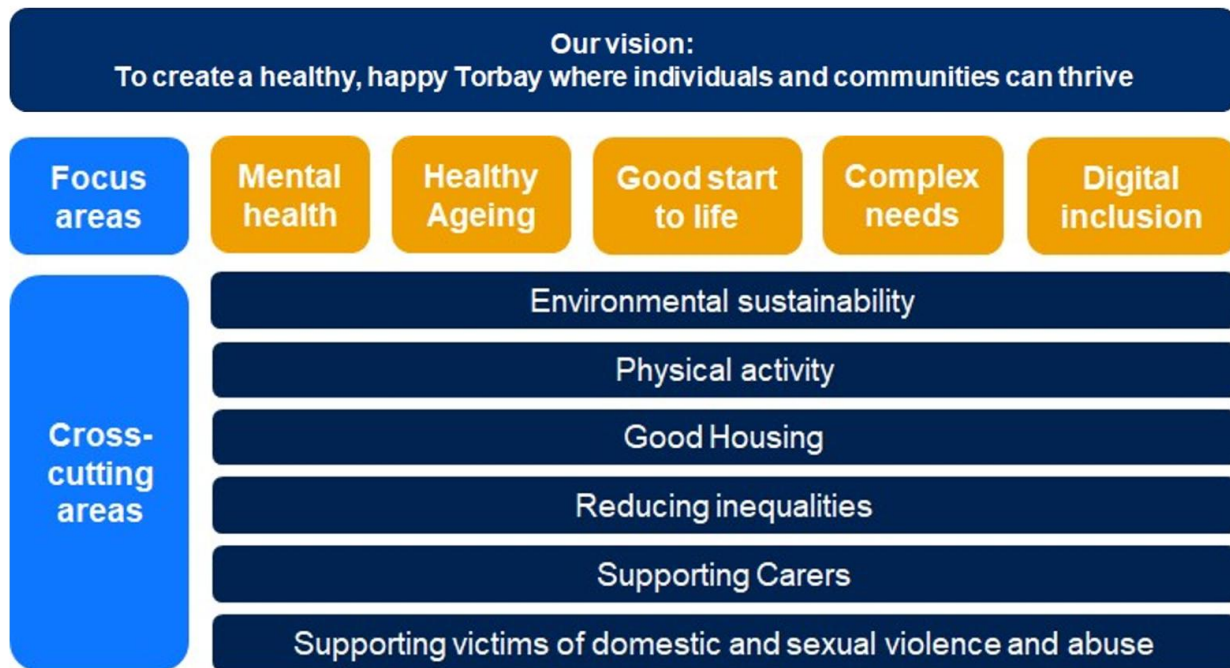 Our vision:
To create a healthy, happy Torbay where individuals and communities can thrive
Focus
areas
Mental
health
Healthy
Ageing
Good start
to life
Complex
needs
Digital
inclusion
Cross-
cutting
areas
Environmental sustainability
Physical activity
Good Housing
Reducing inequalities
Supporting Carers
Supporting victims of domestic and sexual violence and abuse